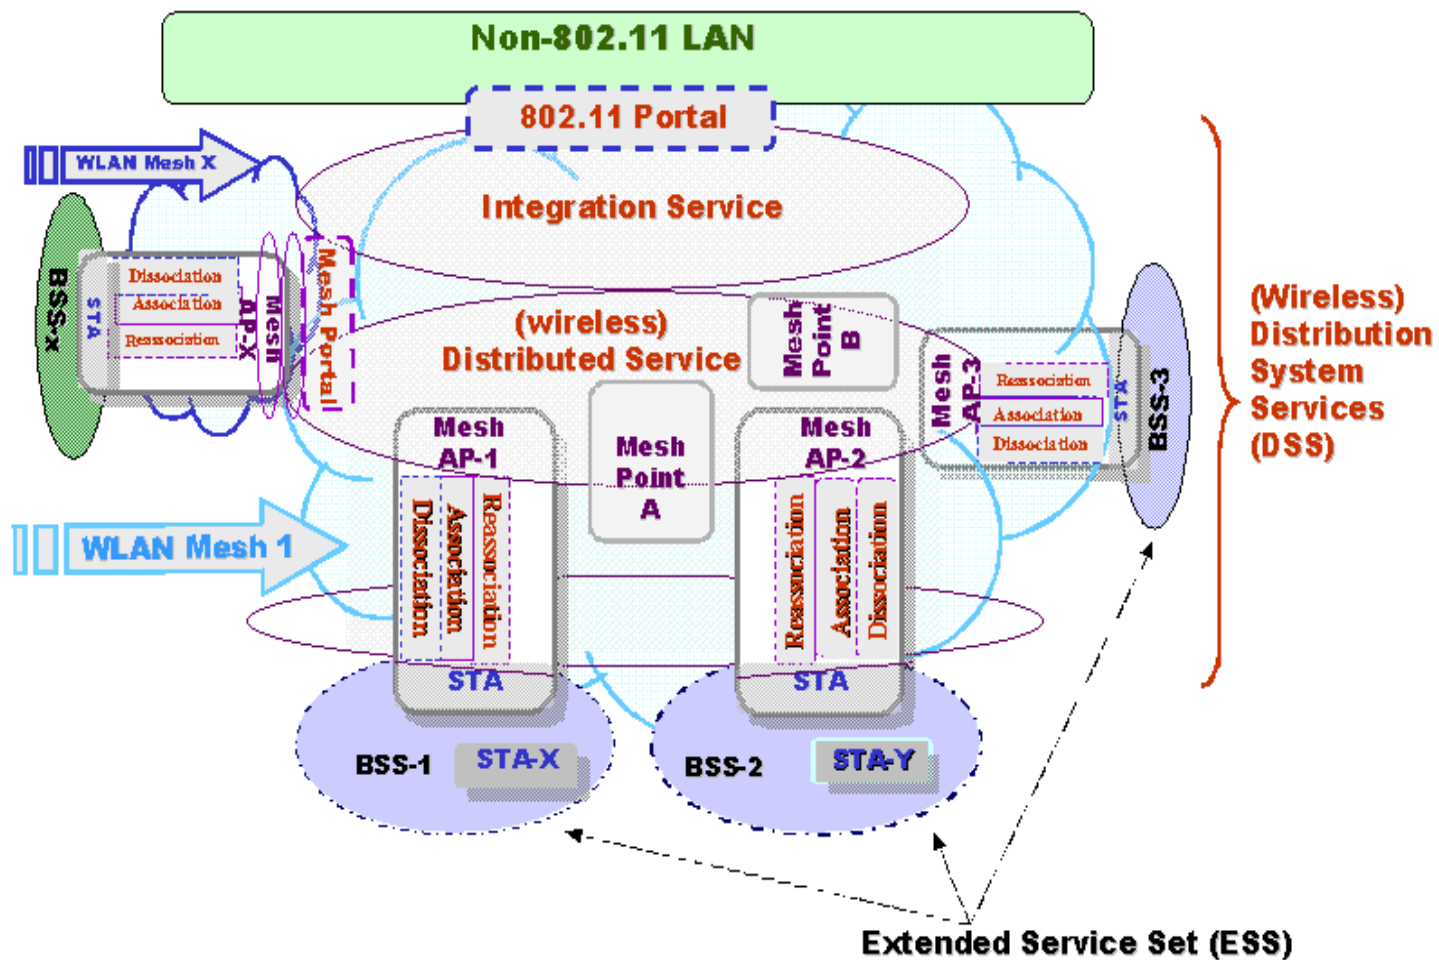 Non-802.11 LAN
802.11 Portal
WLAN Mesh X
Integration Service
BSS-x
STA
Dissociation
Association
Reassociation
Mesh
AP-X
Mesh Portal
(wireless)
Distributed Service
Mesh
Point
B
Mesh
AP-3
Reassociation
Association
Dissociation
STA
BSS-3
(Wireless)
Distribution
System
Services
(DSS)
Mesh
AP-1
Dissociation
Association
Reassociation
STA
Mesh
Point
A
Mesh
AP-2
Reassociation
Association
Dissociation
STA
WLAN Mesh 1
BSS-1
STA-X
BSS-2
STA-Y
Extended Service Set (ESS)